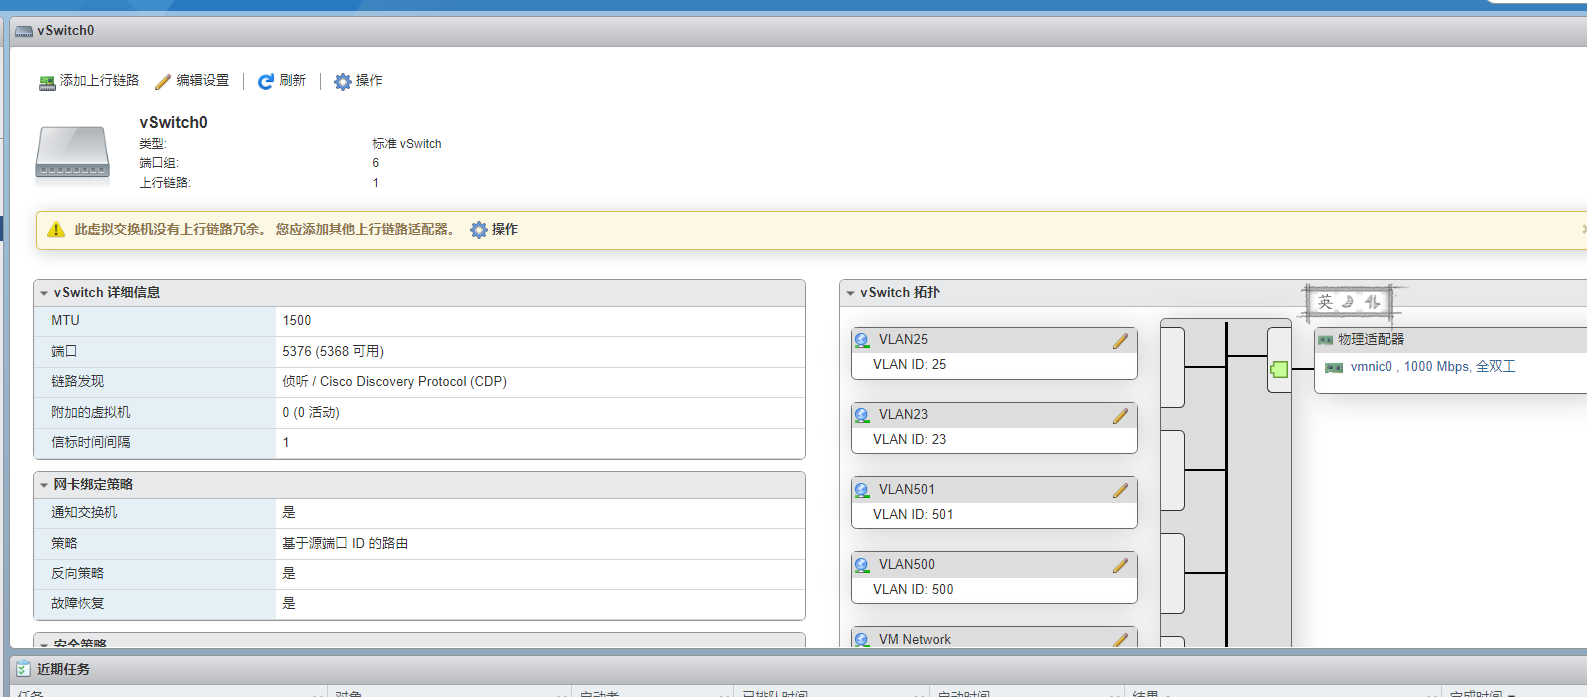 vSwitch0
添加上行链路 编辑设置 刷新 操作
vSwitch0
类型: 标准 vSwitch
端口组: 6
上行链路: 1
此虚拟交换机没有上行链路冗余。 您应添加其他上行链路适配器。 操作
vSwitch 详细信息
MTU 1500
端口 5376 (5368 可用)
链路发现 侦听 / Cisco Discovery Protocol (CDP)
附加的虚拟机 0 (0 活动)
信标时间间隔 1
网卡绑定策略
通知交换机 是
策略 基于源端口 ID 的路由
反向策略 是
故障恢复 是
安全策略
vSwitch 拓扑
英
VLAN25
VLAN ID: 25
VLAN23
VLAN ID: 23
VLAN501
VLAN ID: 501
VLAN500
VLAN ID: 500
VM Network
物理适配器
vmnic0 , 1000 Mbps, 全双工
近期任务
任务 对象 启动者 已排队时间 启动时间 结果 完成时间